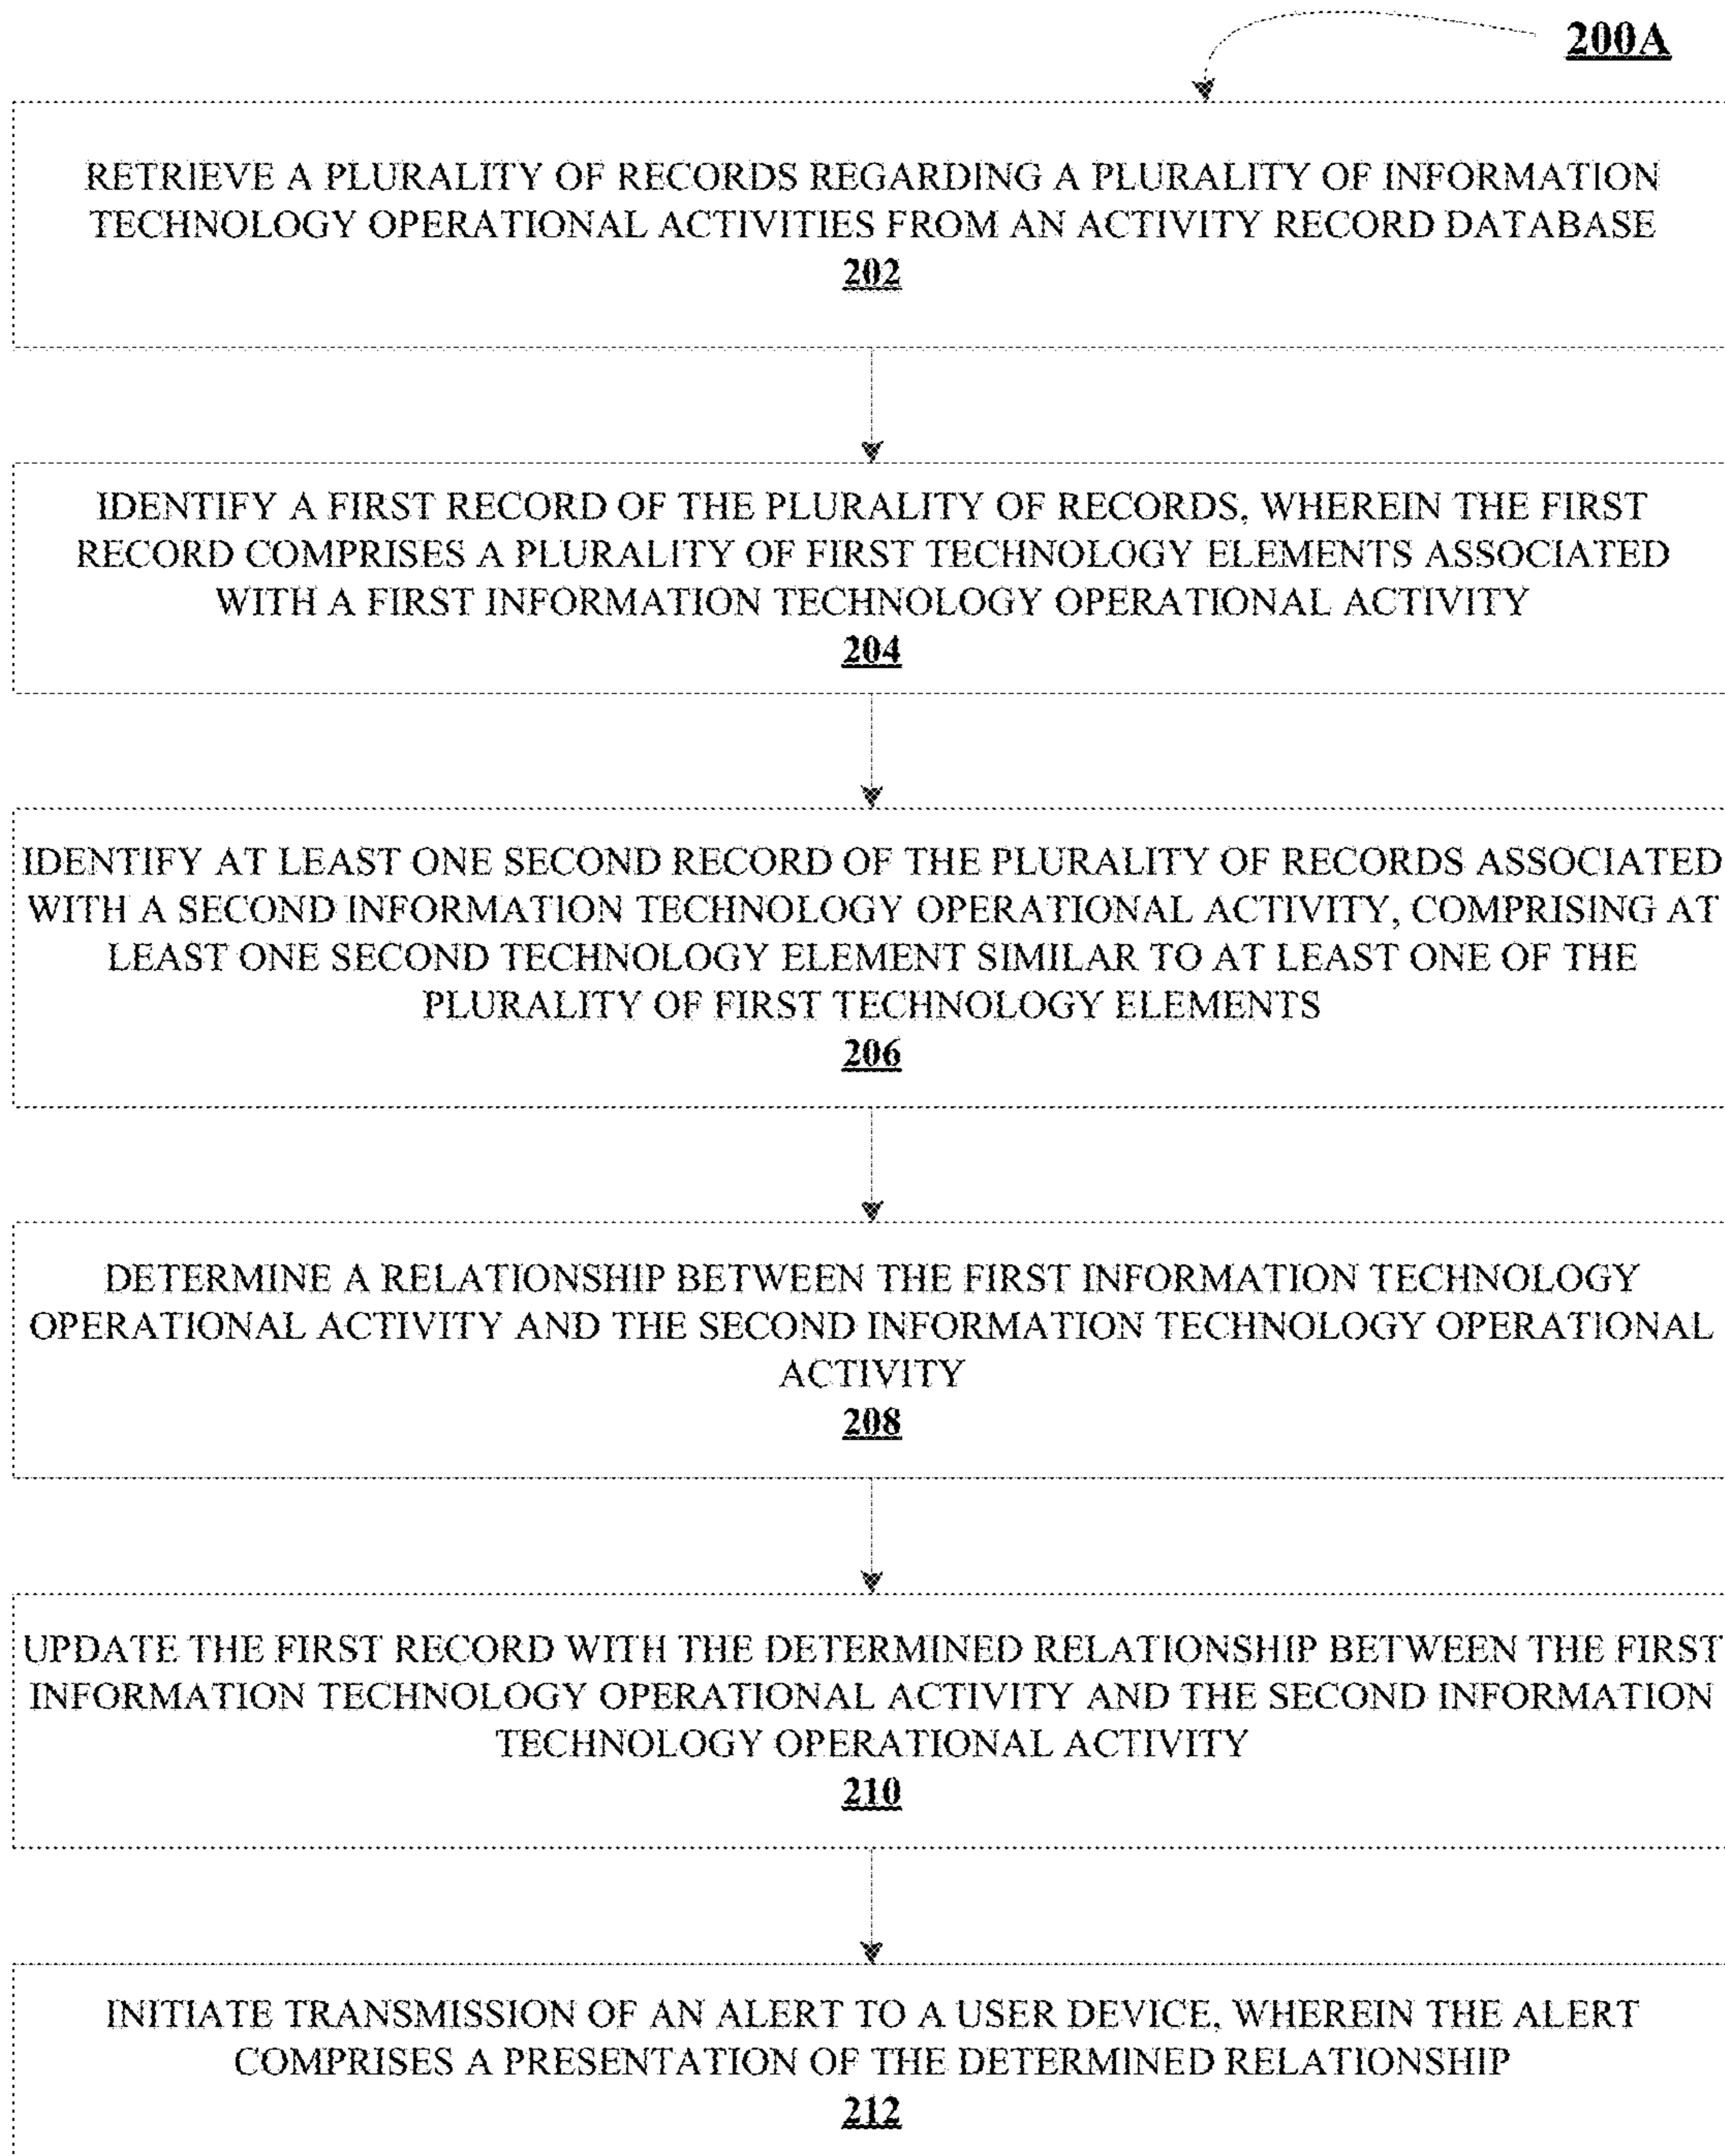 200A
RETRIEVE A PLURALITY OF RECORDS REGARDING A PLURALITY OF INFORMATION
TECHNOLOGY OPERATIONAL ACTIVITIES FROM AN ACTIVITY RECORD DATABASE
202
IDENTIFY A FIRST RECORD OF THE PLURALITY OF RECORDS, WHEREIN THE FIRST
RECORD COMPRISES A PLURALITY OF FIRST TECHNOLOGY ELEMENTS ASSOCIATED
WITH A FIRST INFORMATION TECHNOLOGY OPERATIONAL ACTIVITY
204
IDENTIFY AT LEAST ONE SECOND RECORD OF THE PLURALITY OF RECORDS ASSOCIATED
WITH A SECOND INFORMATION TECHNOLOGY OPERATIONAL ACTIVITY, COMPRISING AT
LEAST ONE SECOND TECHNOLOGY ELEMENT SIMILAR TO AT LEAST ONE OF THE
PLURALITY OF FIRST TECHNOLOGY ELEMENTS
206
DETERMINE A RELATIONSHIP BETWEEN THE FIRST INFORMATION TECHNOLOGY
OPERATIONAL ACTIVITY AND THE SECOND INFORMATION TECHNOLOGY OPERATIONAL
ACTIVITY
208
UPDATE THE FIRST RECORD WITH THE DETERMINED RELATIONSHIP BETWEEN THE FIRST
INFORMATION TECHNOLOGY OPERATIONAL ACTIVITY AND THE SECOND INFORMATION
TECHNOLOGY OPERATIONAL ACTIVITY
210
INITIATE TRANSMISSION OF AN ALERT TO A USER DEVICE, WHEREIN THE ALERT
COMPRISES A PRESENTATION OF THE DETERMINED RELATIONSHIP
212